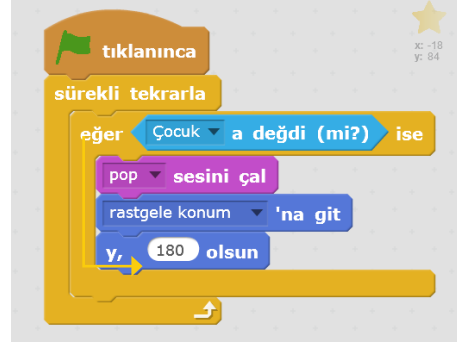 x: -18
y: 84
tıklanınca
sürekli tekrarla
eğer Çocuk a değdi (mi?) ise
pop sesini çal
rastgele konum 'na git
y, 180 olsun